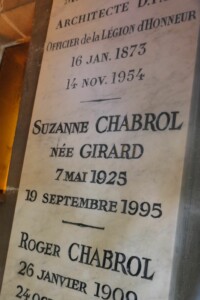 M.
ARCHITECTE D.P.
OFFICIER DE LA LÉGION D'HONNEUR
16 JAN. 1873
14 NOV. 1954
SUZANNE CHABROL
NÉE GIRARD
7 MAI 1925
19 SEPTEMBRE 1995
ROGER CHABROL
26 JANVIER 1909